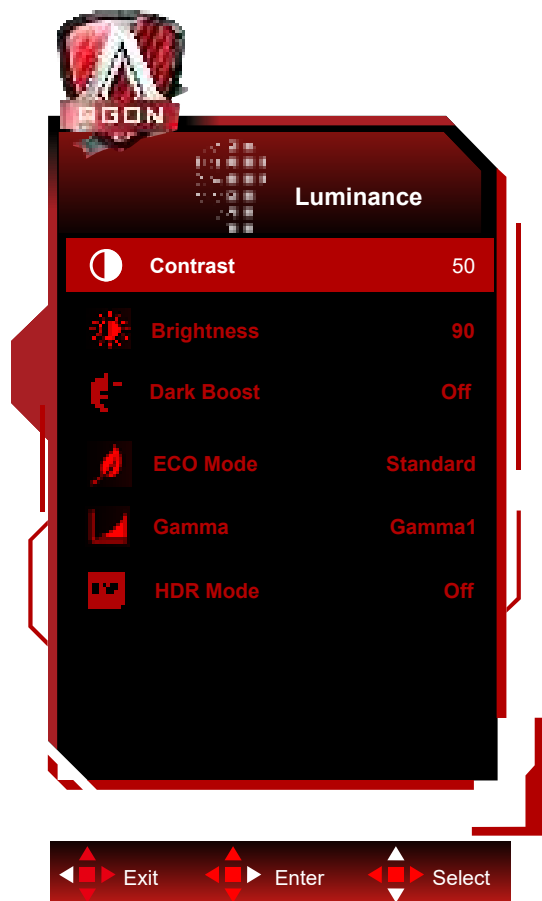 AGON
Luminance
Contrast 50
Brightness 90
Dark Boost Off
ECO Mode Standard
Gamma Gamma1
HDR Mode Off
Exit Enter Select